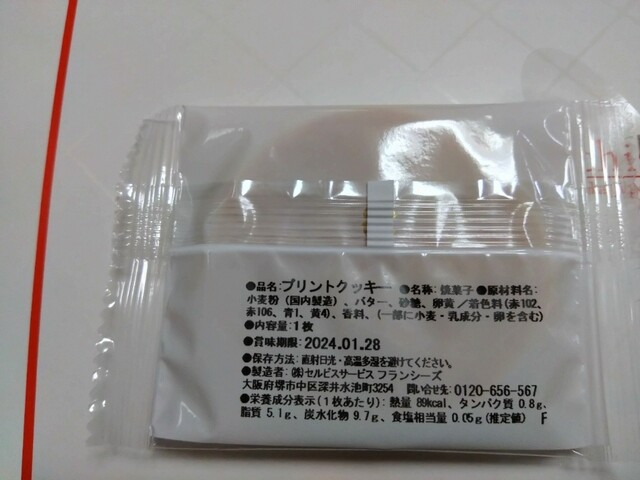 ●品名:プリントクッキー ●名称:焼菓子 ●原材料名:
小麦粉(国内製造)、バター、砂糖、卵黄/着色料(赤102、
赤106、青1、黄4)、香料、(一部に小麦・乳成分・卵を含む)
●内容量:1枚
●賞味期限:2024.01.28
●保存方法:直射日光・高温多湿を避けてください。
●製造者:㈱セルビスサービス フランシーズ
大阪府堺市中区深井水池町3254 問い合せ先:0120-656-567
●栄養成分表示(1枚あたり):熱量 89kcal、タンパク質 0.8g、
脂質 5.1g、炭水化物 9.7g、食塩相当量 0.05g(推定値) F